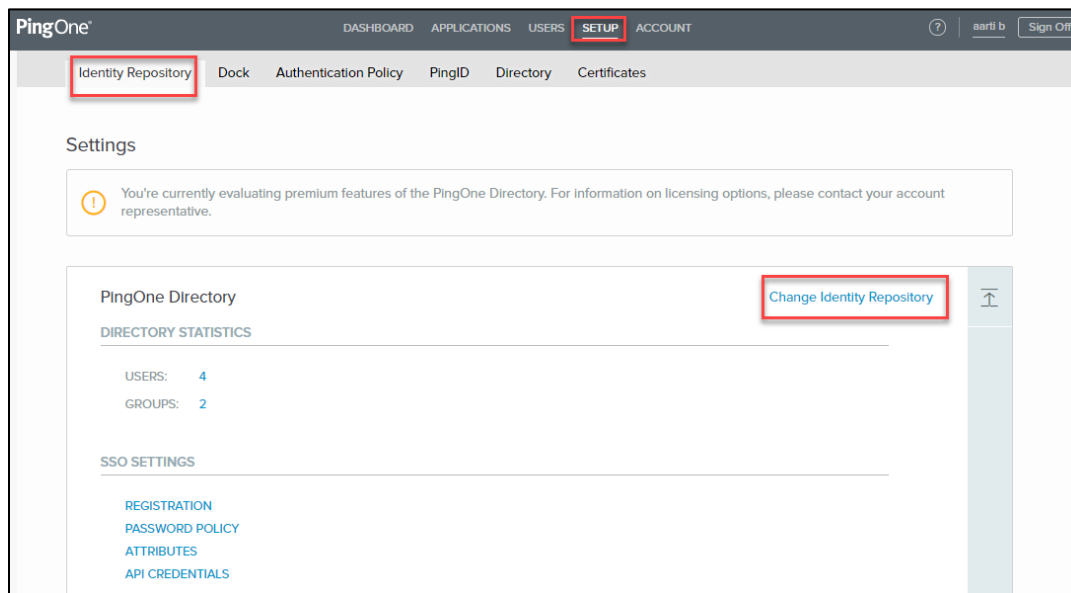 PingOne
DASHBOARD APPLICATIONS USERS SETUP ACCOUNT
? aarti b Sign Off
Identity Repository Dock Authentication Policy PingID Directory Certificates
Settings
You're currently evaluating premium features of the PingOne Directory. For information on licensing options, please contact your account
representative.
PingOne Directory
Change Identity Repository
DIRECTORY STATISTICS
USERS: 4
GROUPS: 2
SSO SETTINGS
REGISTRATION
PASSWORD POLICY
ATTRIBUTES
API CREDENTIALS